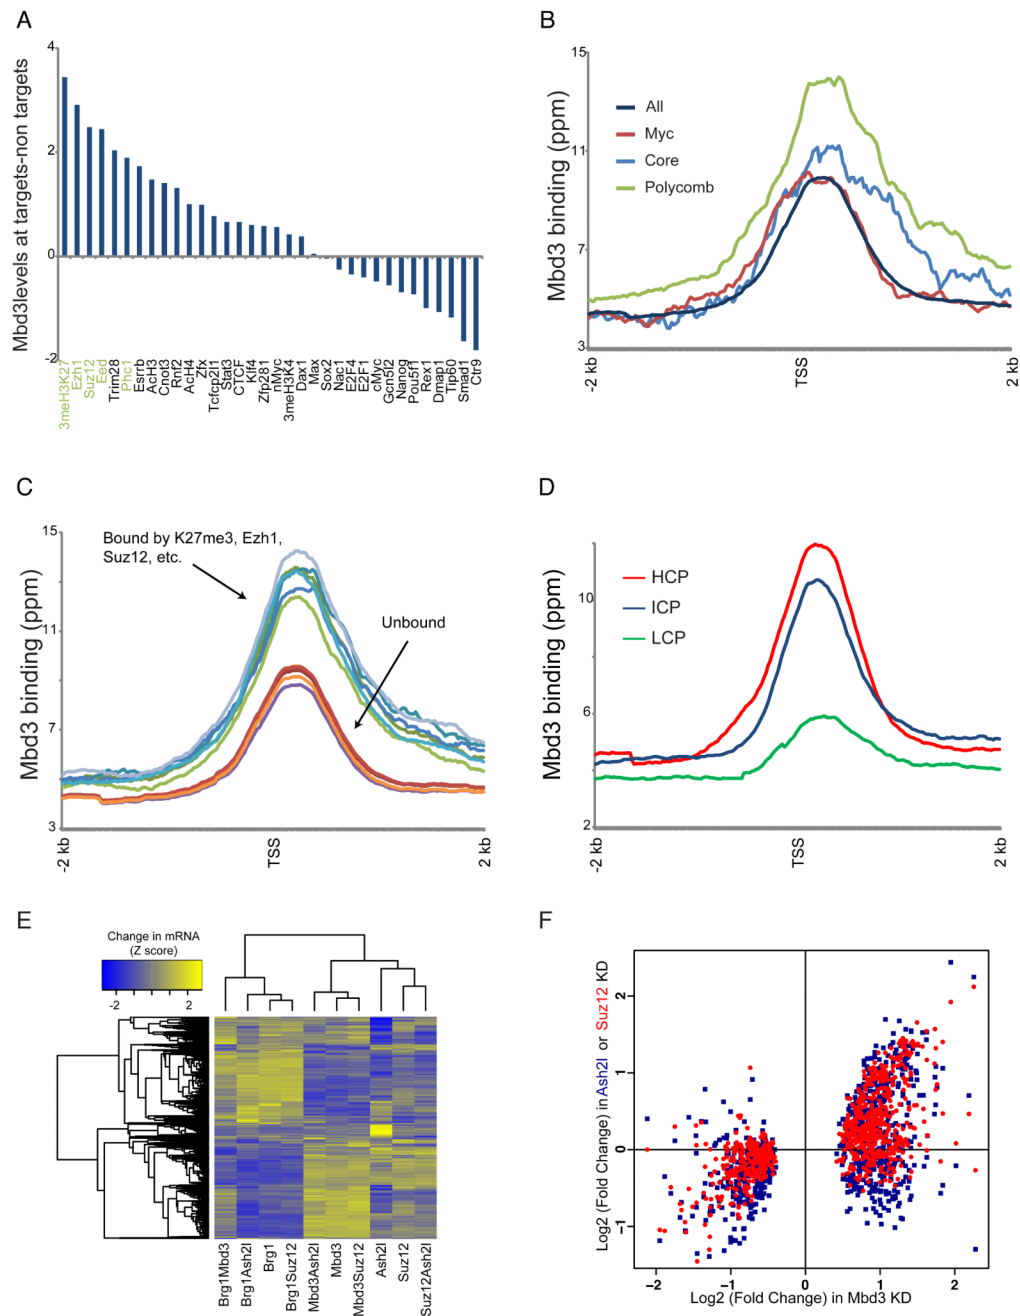 A
Mbd3levels at targets-non targets
4
2
0
-2
3meH3K27
Ezh1
Suz12
Eed
Trim28
Phc1
Esrrb
AcH3
Cnot3
Rnf2
AcH4
Zfx
Tcfcp2l1
Stat3
CTCF
Klf4
Zfp281
nMyc
3meH3K4
Dax1
Max
Sox2
Nac1
E2F4
E2F1
cMyc
Gcn5l2
Nanog
Pou5f1
Rex1
Dmap1
Tip60
Smad1
Ctr9
B
Mbd3 binding (ppm)
15
11
7
3
All
Myc
Core
Polycomb
-2 kb
TSS
2 kb
C
Mbd3 binding (ppm)
15
11
7
3
Bound by K27me3, Ezh1,
Suz12, etc.
Unbound
-2 kb
TSS
2 kb
D
Mbd3 binding (ppm)
10
6
2
HCP
ICP
LCP
-2 kb
TSS
2 kb
E
Change in mRNA
(Z score)
-2 0 2
Brg1Mbd3
Brg1Ash2l
Brg1
Brg1Suz12
Mbd3Ash2l
Mbd3
Mbd3Suz12
Ash2l
Suz12
Suz12Ash2l
F
Log2 (Fold Change) in Ash2l or Suz12 KD
2
1
0
−1
−2 −1 0 1 2
Log2 (Fold Change) in Mbd3 KD